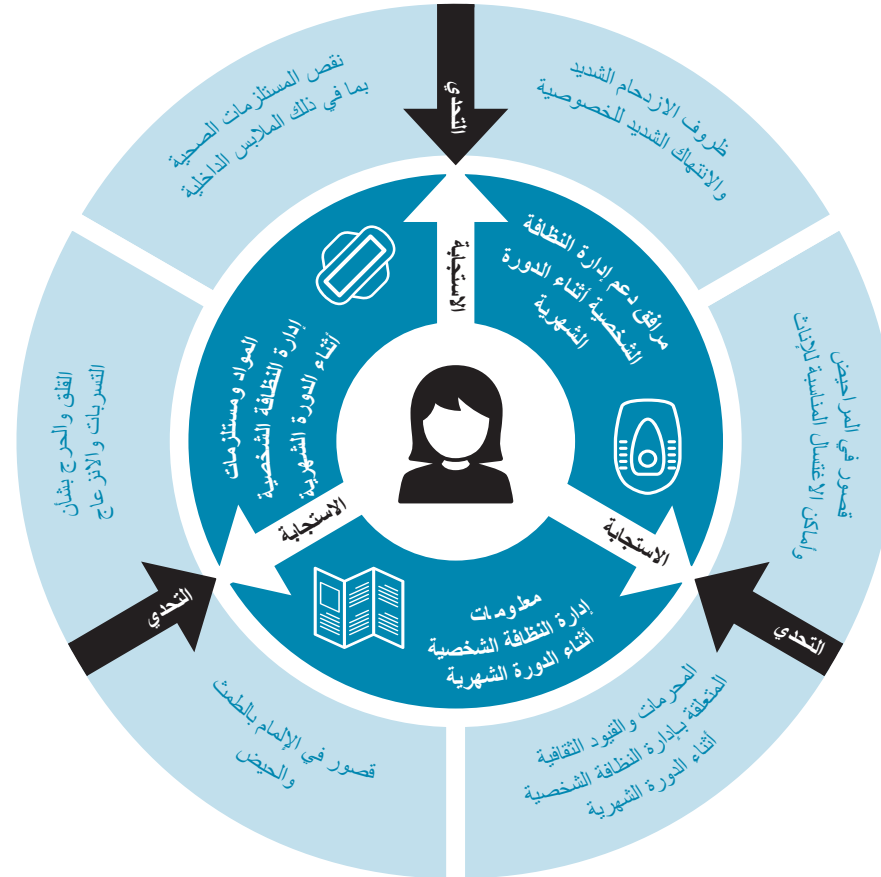 ظروف الازدحام الشديد
والانتهاك الشديد للخصوصية
قصور في المراحيض
وأماكن الاغتسال المناسبة للإناث
المحرمات والقيود الثقافية
المتعلقة بإدارة النظافة الشخصية
أثناء الدورة الشهرية
قصور في الإلمام بالطمث
والحيض
القلق والحرج بشأن
التسربات والانزعاج
نقص المستلزمات الصحية
بما في ذلك الملابس الداخلية
التحدي
التحدي
التحدي
الاستجابة
الاستجابة
الاستجابة
مرافق دعم إدارة النظافة
الشخصية أثناء الدورة
الشهرية
معلومات
إدارة النظافة الشخصية
أثناء الدورة الشهرية
المواد ومستلزمات
إدارة النظافة الشخصية
أثناء الدورة الشهرية